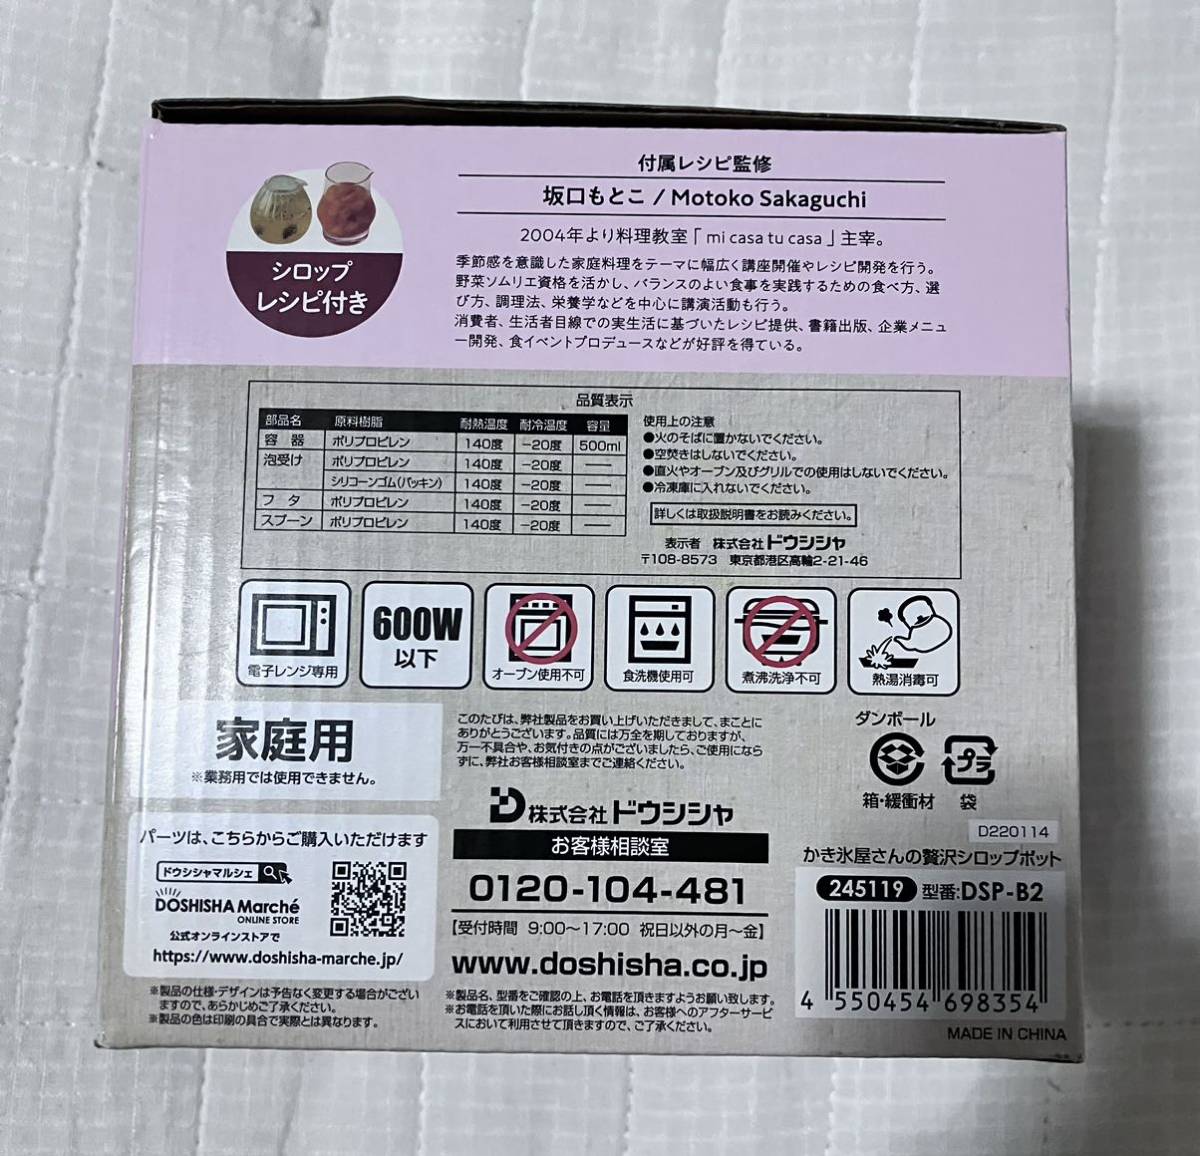 シロップ
レシピ付き
付属レシピ監修
坂口もとこ / Motoko Sakaguchi
2004年より料理教室「mi casa tu casa」主宰。
季節感を意識した家庭料理をテーマに幅広く講座開催やレシピ開発を行う。
野菜ソムリエ資格を活かし、バランスのよい食事を実践するための食べ方、選
び方、調理法、栄養学などを中心に講演活動も行う。
消費者、生活者目線での実生活に基づいたレシピ提供、書籍出版、企業メニュ
ー開発、食イベントプロデュースなどが好評を得ている。
品質表示
部品名 原料樹脂 耐熱温度 耐冷温度 容量
容器 ポリプロピレン 140度 −20度 500ml
泡受け ポリプロピレン 140度 −20度 ——
シリコーンゴム(パッキン) 140度 −20度 ——
フタ ポリプロピレン 140度 −20度 ——
スプーン ポリプロピレン 140度 −20度 ——
使用上の注意
●火のそばに置かないでください。
●空焚きはしないでください。
●直火やオーブン及びグリルでの使用はしないでください。
●冷凍庫に入れないでください。
詳しくは取扱説明書をお読みください。
表示者 株式会社ドウシシャ
〒108-8573 東京都港区高輪2-21-46
電子レンジ専用
600W
以下
オーブン使用不可
食洗機使用可
煮沸洗浄不可
熱湯消毒可
家庭用
※業務用では使用できません。
パーツは、こちらからご購入いただけます
ドウシシャマルシェ
DOSHISHA Marché
ONLINE STORE
公式オンラインストアで
https://www.doshisha-marche.jp/
※製品の仕様・デザインは予告なく変更する場合がござい
ますので、あらかじめご了承ください。
※製品の色は印刷の具合で実際とは異なります。
このたびは、弊社製品をお買い上げいただきまして、まことに
ありがとうございます。品質には万全を期しておりますが、
万一不具合や、お気付きの点がございましたら、ご使用になら
ずに、弊社お客様相談室までご連絡ください。
株式会社ドウシシャ
お客様相談室
0120-104-481
【受付時間 9:00〜17:00 祝日以外の月〜金】
www.doshisha.co.jp
※製品名、型番をご確認の上、お電話を頂きますようお願い致します。
※お電話を頂いた際にお話し頂く情報は、お客様へのアフターサービ
スにおいて利用させて頂きますので、ご了承ください。
ダンボール
プラ
箱・緩衝材 袋
D220114
かき氷屋さんの贅沢シロップポット
245119 型番:DSP-B2
4 550454 698354
MADE IN CHINA